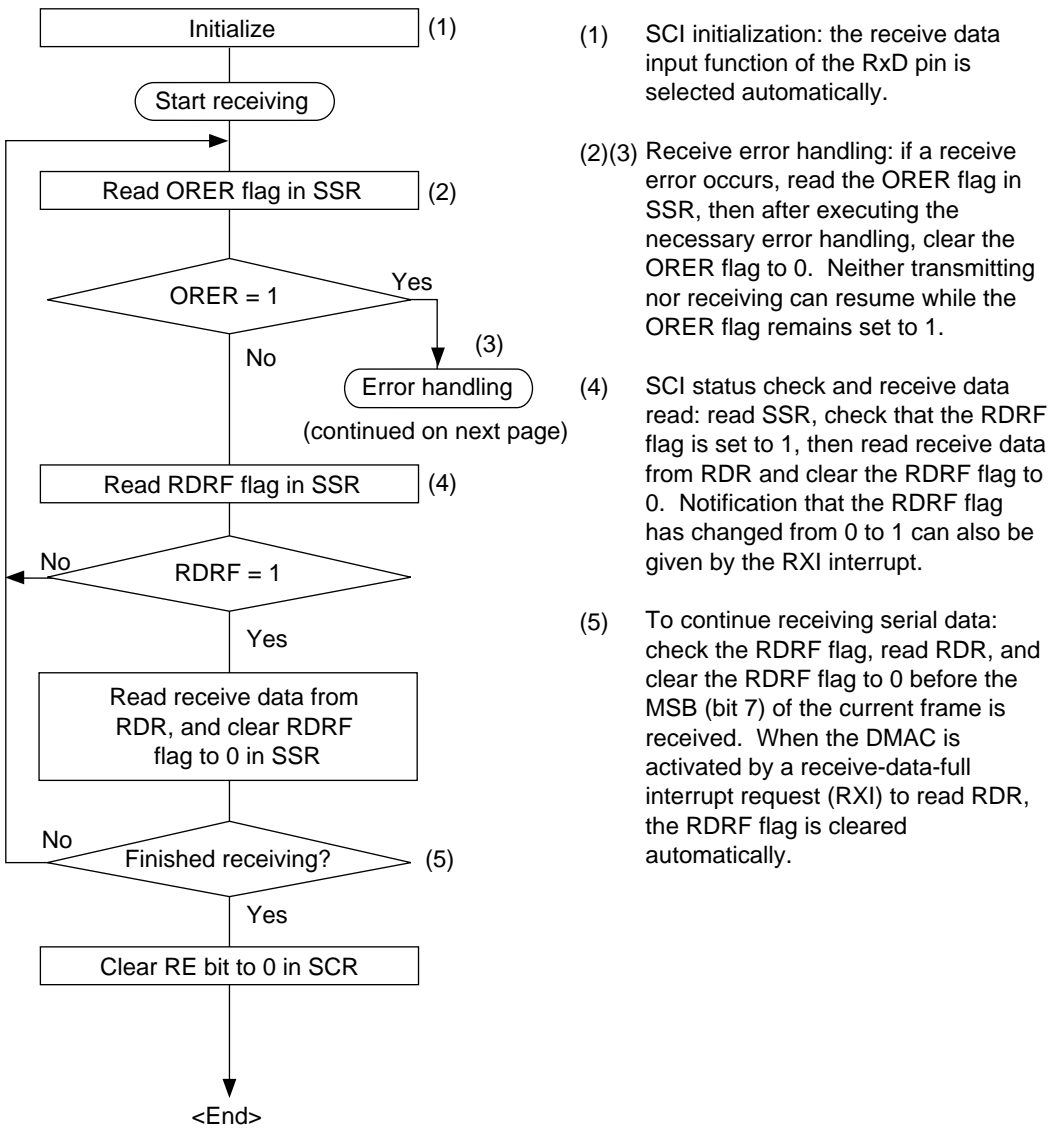 Initialize (1)
Start receiving
Read ORER flag in SSR (2)
ORER = 1
Yes
No
(3)
Error handling
(continued on next page)
Read RDRF flag in SSR (4)
No
RDRF = 1
Yes
Read receive data from
RDR, and clear RDRF
flag to 0 in SSR
No
Finished receiving? (5)
Yes
Clear RE bit to 0 in SCR
<End>
(1) SCI initialization: the receive data
input function of the RxD pin is
selected automatically.
(2)(3) Receive error handling: if a receive
error occurs, read the ORER flag in
SSR, then after executing the
necessary error handling, clear the
ORER flag to 0. Neither transmitting
nor receiving can resume while the
ORER flag remains set to 1.
(4) SCI status check and receive data
read: read SSR, check that the RDRF
flag is set to 1, then read receive data
from RDR and clear the RDRF flag to
0. Notification that the RDRF flag
has changed from 0 to 1 can also be
given by the RXI interrupt.
(5) To continue receiving serial data:
check the RDRF flag, read RDR, and
clear the RDRF flag to 0 before the
MSB (bit 7) of the current frame is
received. When the DMAC is
activated by a receive-data-full
interrupt request (RXI) to read RDR,
the RDRF flag is cleared
automatically.